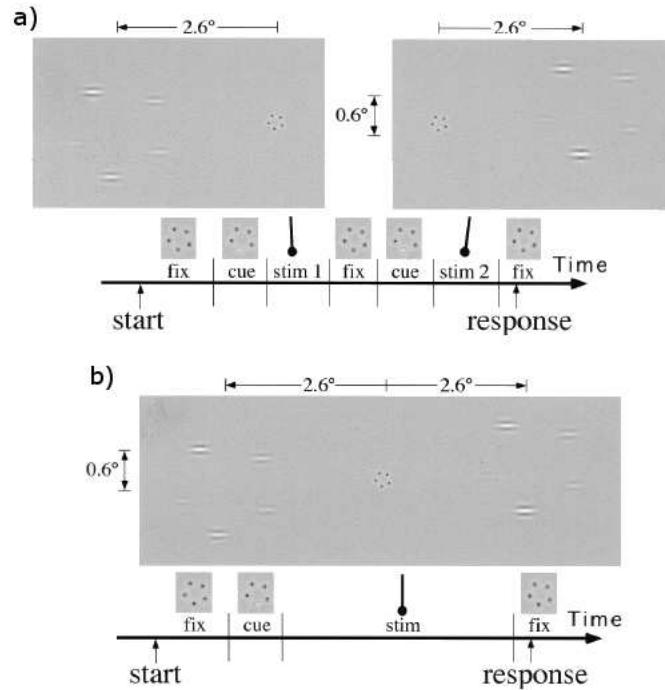 a)
2.6° 2.6°
0.6°
fix cue stim 1 fix cue stim 2 fix Time
start response
b)
2.6° 2.6°
0.6°
fix cue stim fix Time
start response